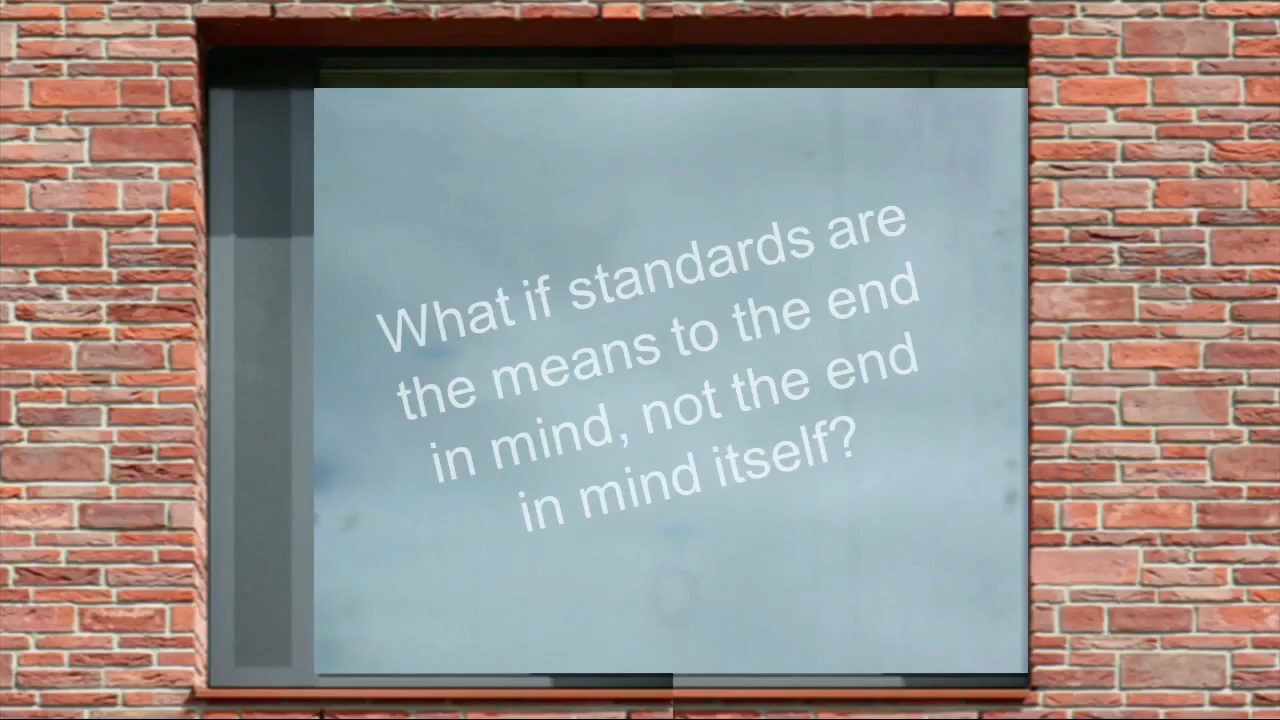 What if standards are
the means to the end
in mind, not the end
in mind itself?